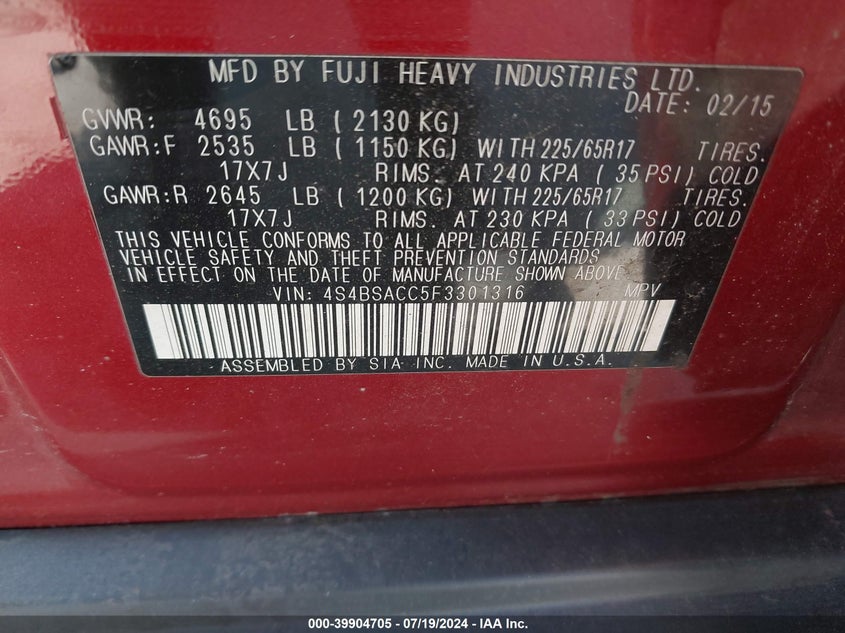 MFD BY FUJI HEAVY INDUSTRIES LTD.
DATE: 02/15
GVWR: 4695 LB ( 2130 KG)
GAWR:F 2535 LB ( 1150 KG) WITH 225/65R17 TIRES.
17X7J RIMS. AT 240 KPA ( 35 PSI) COLD
GAWR:R 2645 LB ( 1200 KG) WITH 225/65R17 TIRES.
17X7J RIMS. AT 230 KPA ( 33 PSI) COLD
THIS VEHICLE CONFORMS TO ALL APPLICABLE FEDERAL MOTOR
VEHICLE SAFETY AND THEFT PREVENTION STANDARDS
IN EFFECT ON THE DATE OF MANUFACTURE SHOWN ABOVE.
VIN: 4S4BSACC5F3301316 MPV
ASSEMBLED BY SIA INC. MADE IN U.S.A.
000-39904705 - 07/19/2024 - IAA Inc.